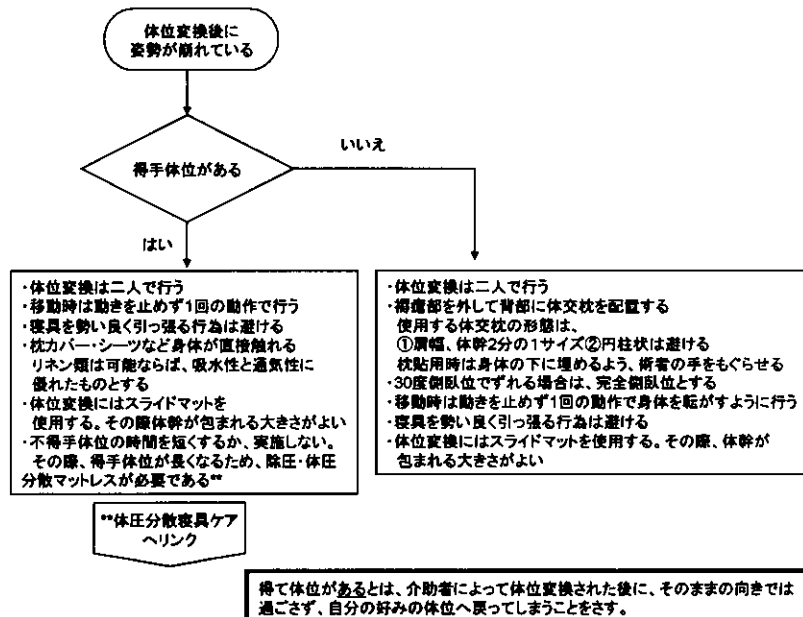 体位変換後に
姿勢が崩れている
得手体位がある
いいえ
はい
・体位変換は二人で行う
・移動時は動きを止めず1回の動作で行う
・寝具を勢い良く引っ張る行為は避ける
・枕カバー・シーツなど身体が直接触れる
リネン類は可能ならば、吸水性と通気性に
優れたものとする
・体位変換にはスライドマットを
使用する。その際体幹が包まれる大きさがよい
・不得手体位の時間を短くするか、実施しない。
その際、得手体位が長くなるため、除圧・体圧
分散マットレスが必要である**
**体圧分散寝具ケア
へリンク
・体位変換は二人で行う
・褥瘡部を外して背部に体交枕を配置する
使用する体交枕の形態は、
①肩幅、体幹2分の1サイズ②円柱状は避ける
枕貼用時は身体の下に埋めるよう、術者の手をもぐらせる
・30度側臥位でずれる場合は、完全側臥位とする
・移動時は動きを止めず1回の動作で身体を転がすように行う
・寝具を勢い良く引っ張る行為は避ける
・体位変換にはスライドマットを使用する。その際、体幹が
包まれる大きさがよい
得て体位があるとは、介助者によって体位変換された後に、そのままの向きでは
過ごさず、自分の好みの体位へ戻ってしまうことをさす。